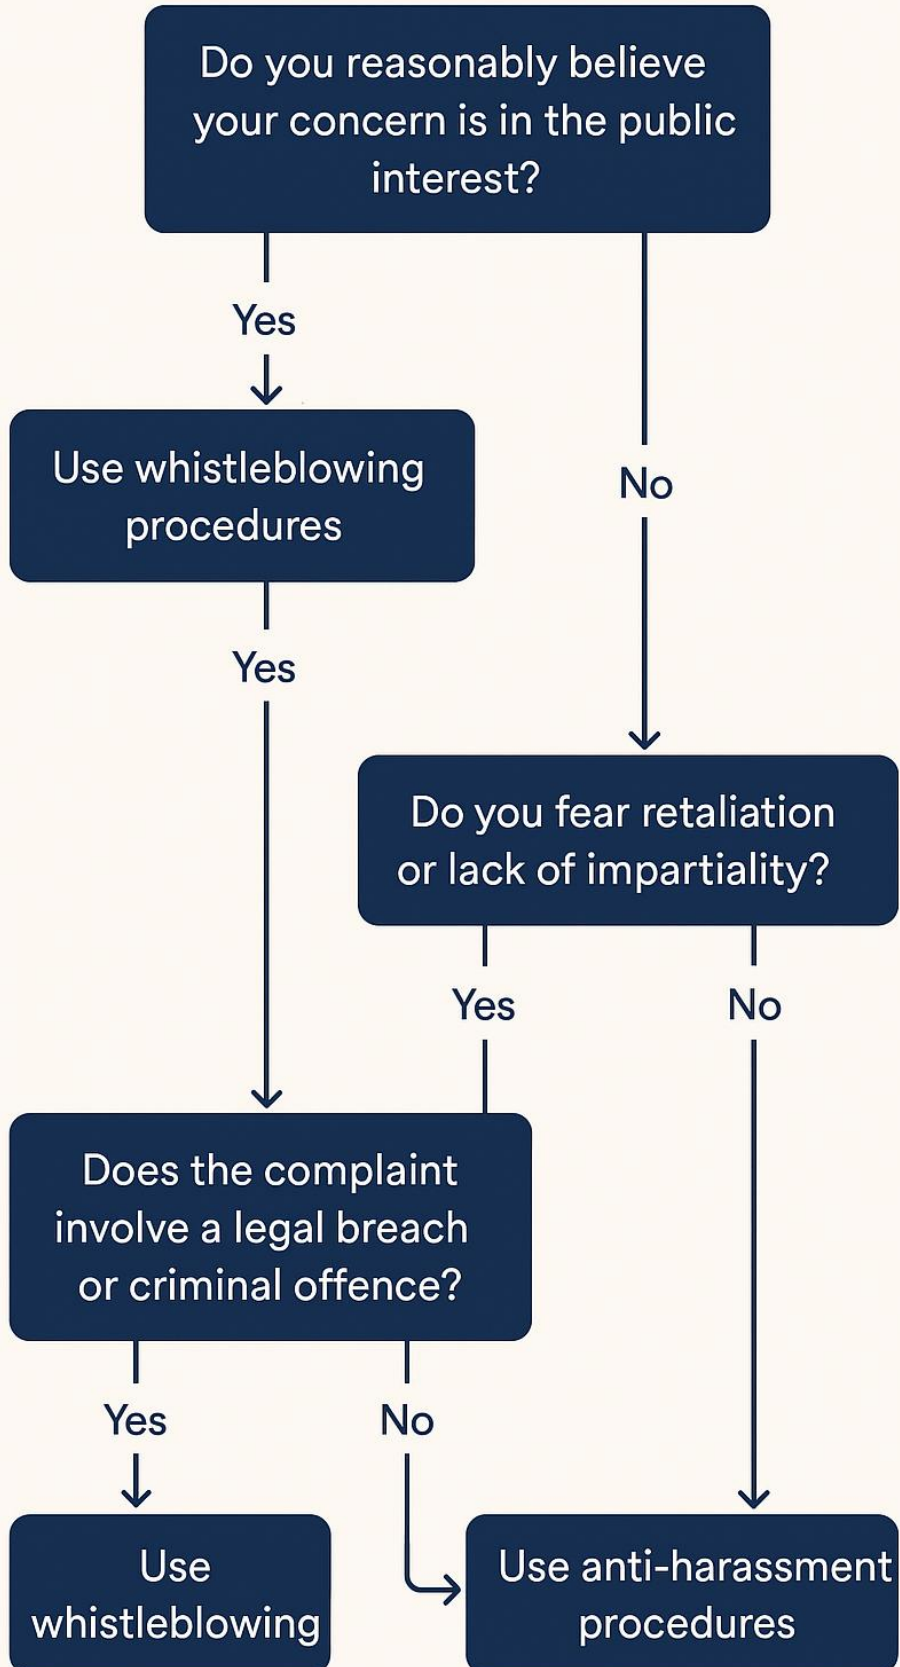 Do you reasonably believe
your concern is in the public
interest?
Yes
No
Use whistleblowing
procedures
Yes
Do you fear retaliation
or lack of impartiality?
Yes
No
Does the complaint
involve a legal breach
or criminal offence?
Yes
No
Use
whistleblowing
Use anti-harassment
procedures